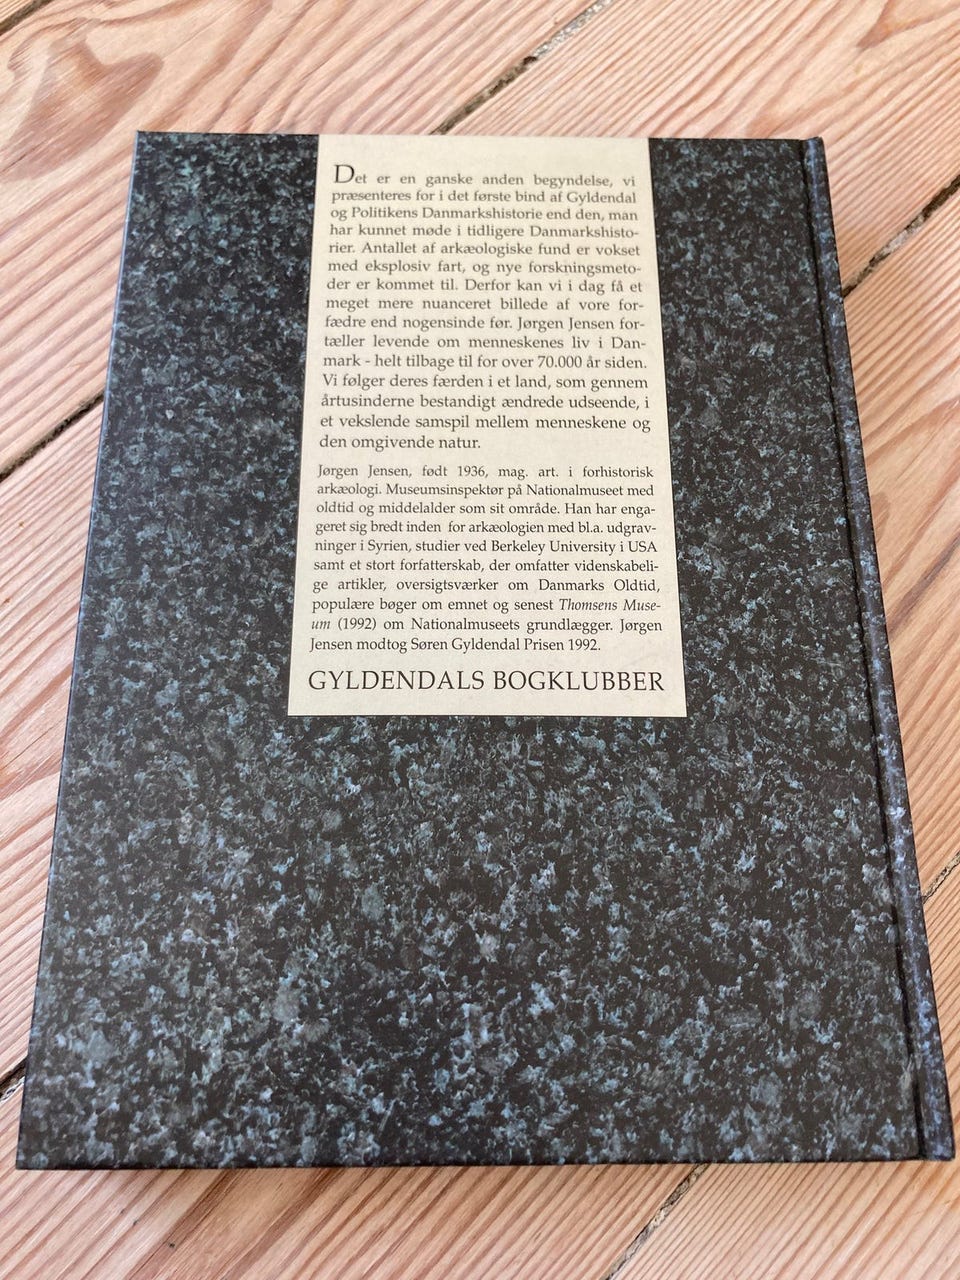 Det er en ganske anden begyndelse, vi
præsenteres for i det første bind af Gyldendal
og Politikens Danmarkshistorie end den, man
har kunnet møde i tidligere Danmarkshisto-
rier. Antallet af arkæologiske fund er vokset
med eksplosiv fart, og nye forskningsmeto-
der er kommet til. Derfor kan vi i dag få et
meget mere nuanceret billede af vore for-
fædre end nogensinde før. Jørgen Jensen for-
tæller levende om menneskenes liv i Dan-
mark - helt tilbage til for over 70.000 år siden.
Vi følger deres færden i et land, som gennem
årtusinderne bestandigt ændrede udseende, i
et vekslende samspil mellem menneskene og
den omgivende natur.
Jørgen Jensen, født 1936, mag. art. i forhistorisk
arkæologi. Museumsinspektør på Nationalmuseet med
oldtid og middelalder som sit område. Han har enga-
geret sig bredt inden for arkæologien med bl.a. udgrav-
ninger i Syrien, studier ved Berkeley University i USA
samt et stort forfatterskab, der omfatter videnskabeli-
ge artikler, oversigtsværker om Danmarks Oldtid,
populære bøger om emnet og senest Thomsens Muse-
um (1992) om Nationalmuseets grundlægger. Jørgen
Jensen modtog Søren Gyldendal Prisen 1992.
GYLDENDALS BOGKLUBBER